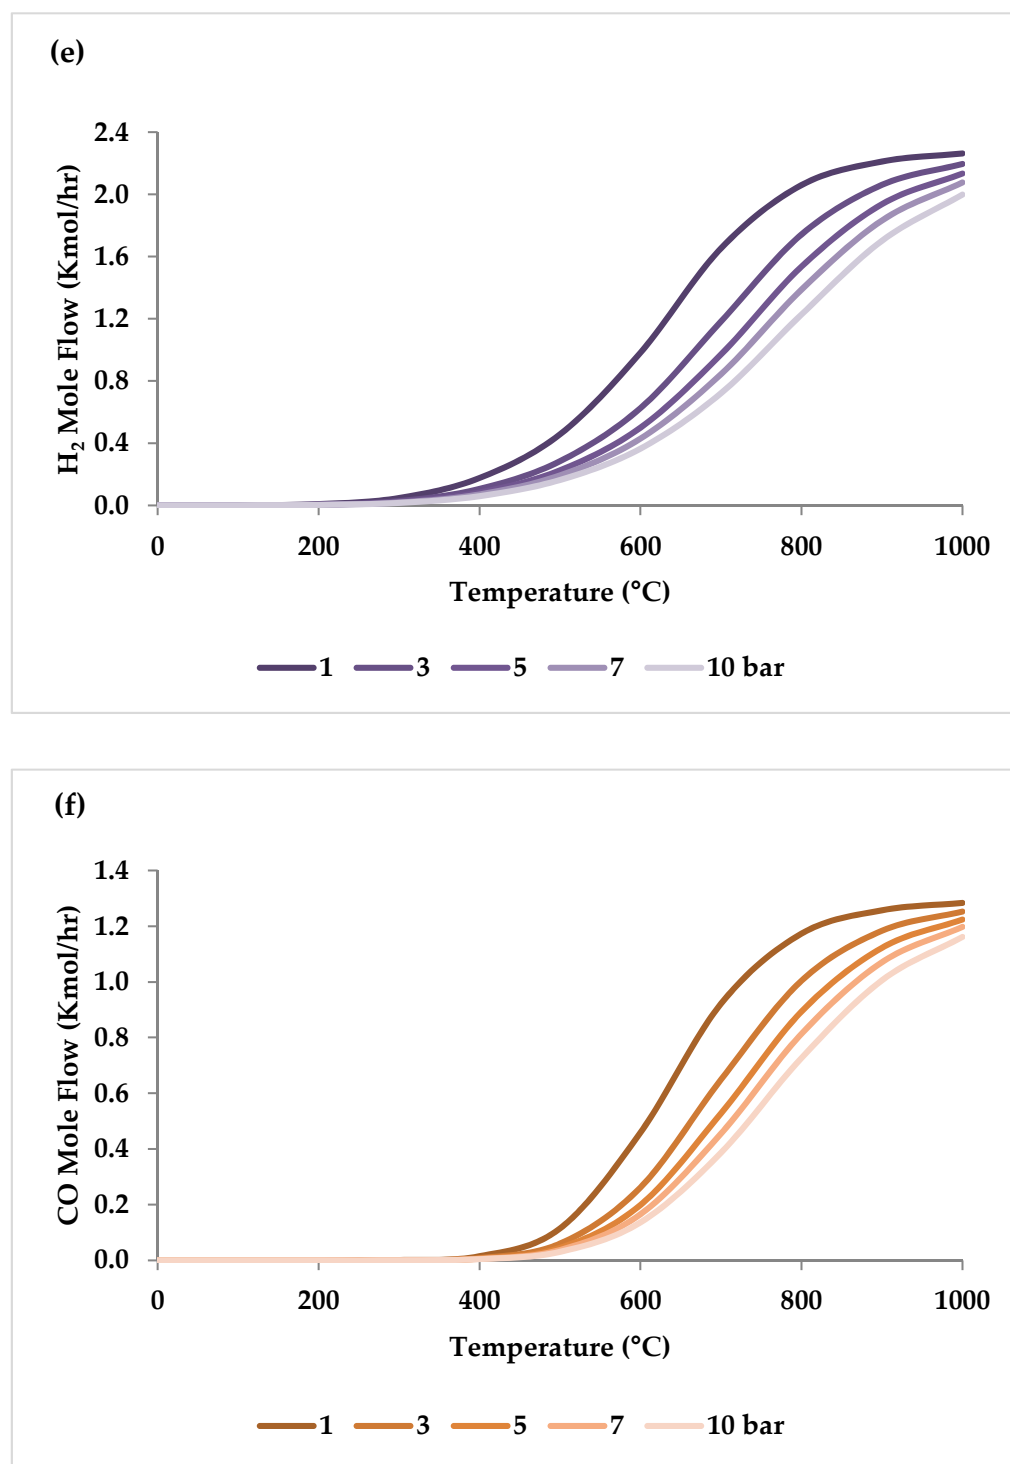 (e)
H₂ Mole Flow (Kmol/hr)
2.4
2.0
1.6
1.2
0.8
0.4
0.0
0 200 400 600 800 1000
Temperature (°C)
1 3 5 7 10 bar
(f)
CO Mole Flow (Kmol/hr)
1.4
1.2
1.0
0.8
0.6
0.4
0.2
0.0
0 200 400 600 800 1000
Temperature (°C)
1 3 5 7 10 bar